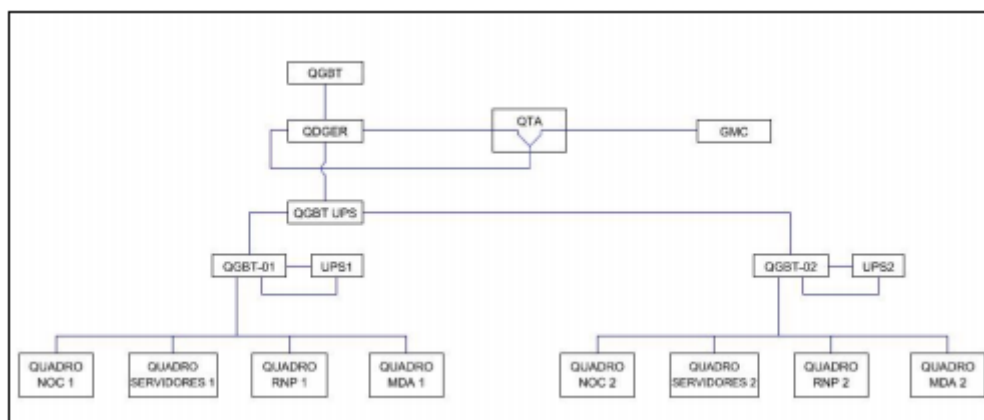 QGBT
QDGER
QTA
GMC
QGBT UPS
QGBT-01
UPS1
QGBT-02
UPS2
QUADRO
NOC 1
QUADRO
SERVIDORES 1
QUADRO
RNP 1
QUADRO
MDA 1
QUADRO
NOC 2
QUADRO
SERVIDORES 2
QUADRO
RNP 2
QUADRO
MDA 2